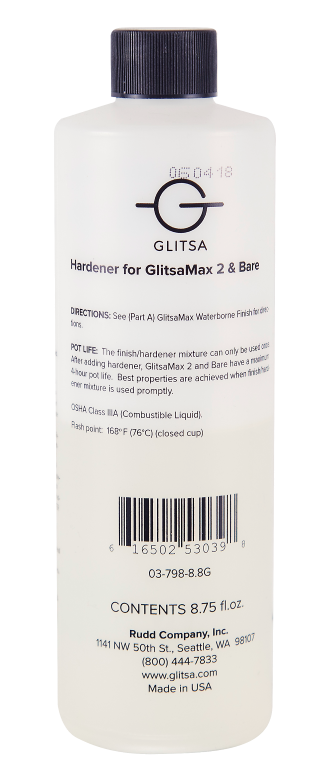 060418
GLITSA
Hardener for GlitsaMax 2 & Bare
DIRECTIONS: See (Part A) GlitsaMax Waterborne Finish for direc-
tions.
POT LIFE: The finish/hardener mixture can only be used once.
After adding hardener, GlitsaMax 2 and Bare have a maximum
4-hour pot life. Best properties are achieved when finish/hard-
ener mixture is used promptly.
OSHA Class IIIA (Combustible Liquid).
Flash point: 168°F (76°C) (closed cup)
6 16502 53039 8
03-798-8.8G
CONTENTS 8.75 fl.oz.
Rudd Company, Inc.
1141 NW 50th St., Seattle, WA 98107
(800) 444-7833
www.glitsa.com
Made in USA